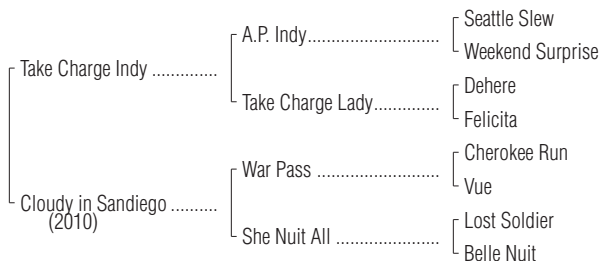 Seattle Slew
A.P. Indy
Weekend Surprise
Take Charge Indy
Dehere
Take Charge Lady
Felicita
Cherokee Run
War Pass
Vue
Cloudy in Sandiego
(2010)
Lost Soldier
She Nuit All
Belle Nuit